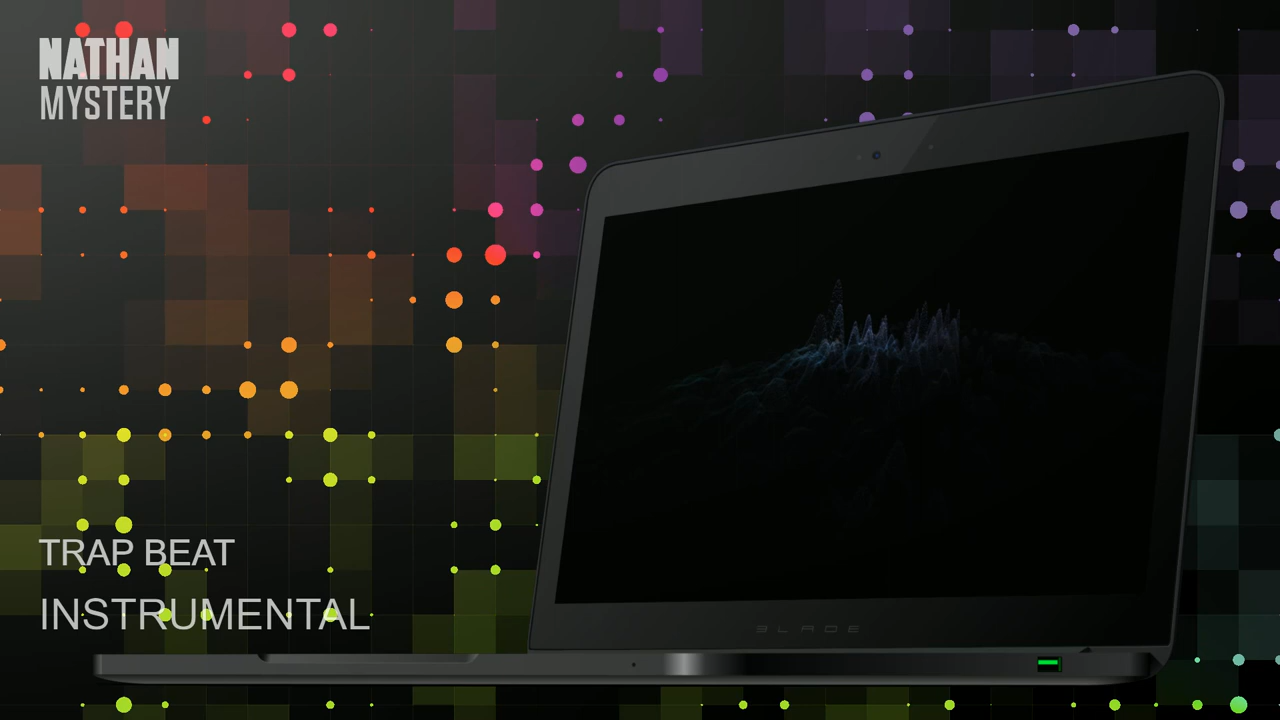 NATHAN
MYSTERY
TRAP BEAT
INSTRUMENTAL
BLADE